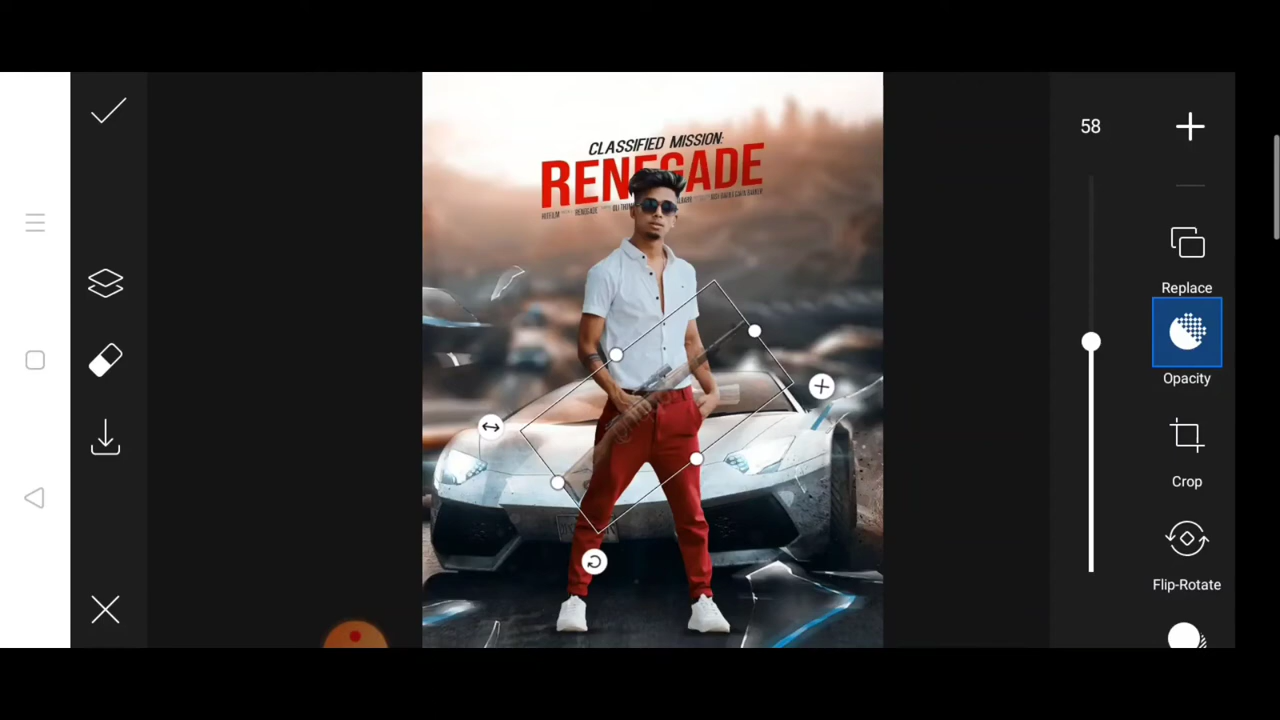 58
CLASSIFIED MISSION:
RENEGADE
Replace
Opacity
Crop
Flip-Rotate